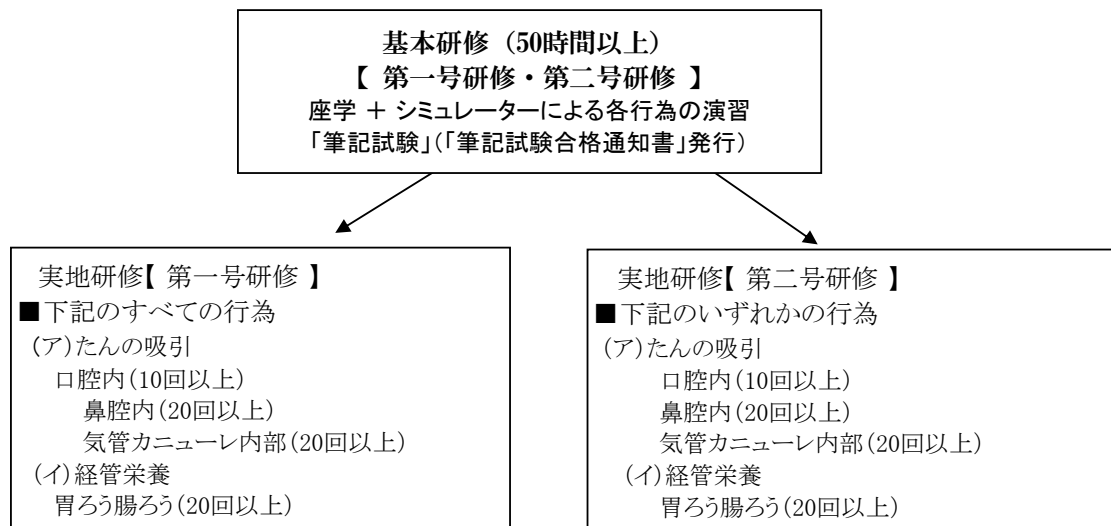 基本研修（50時間以上）
【 第一号研修・第二号研修 】
座学 ＋ シミュレーターによる各行為の演習
「筆記試験」（「筆記試験合格通知書」発行）
実地研修【 第一号研修 】
■下記のすべての行為
（ア）たんの吸引
口腔内（10回以上）
鼻腔内（20回以上）
気管カニューレ内部（20回以上）
（イ）経管栄養
胃ろう腸ろう（20回以上）
実地研修【 第二号研修 】
■下記のいずれかの行為
（ア）たんの吸引
口腔内（10回以上）
鼻腔内（20回以上）
気管カニューレ内部（20回以上）
（イ）経管栄養
胃ろう腸ろう（20回以上）